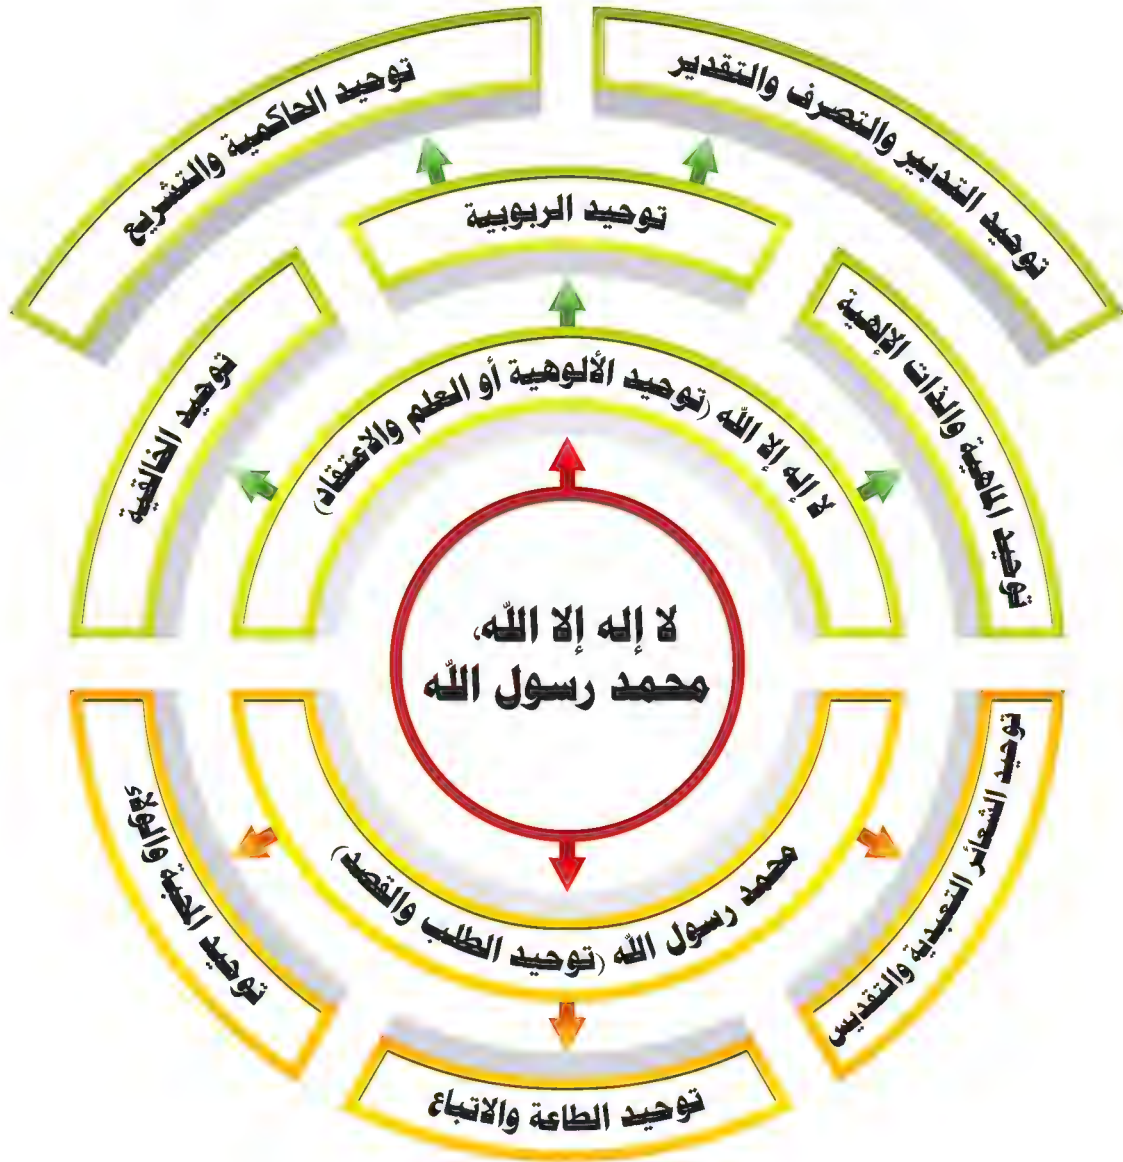 توحيد الحاكمية والتشريع
توحيد التدبير والتصرف والتقدير
توحيد الربوبية
توحيد الخالقية
توحيد الماهية والذات الإلهية
لا إله إلا الله (توحيد الألوهية أو العلم والاعتقاد)
لا إله إلا الله،
محمد رسول الله
محمد رسول الله (توحيد الطلب والقصد)
توحيد المحبة والولاء
توحيد الشعائر التعبدية والتقديس
توحيد الطاعة والاتباع